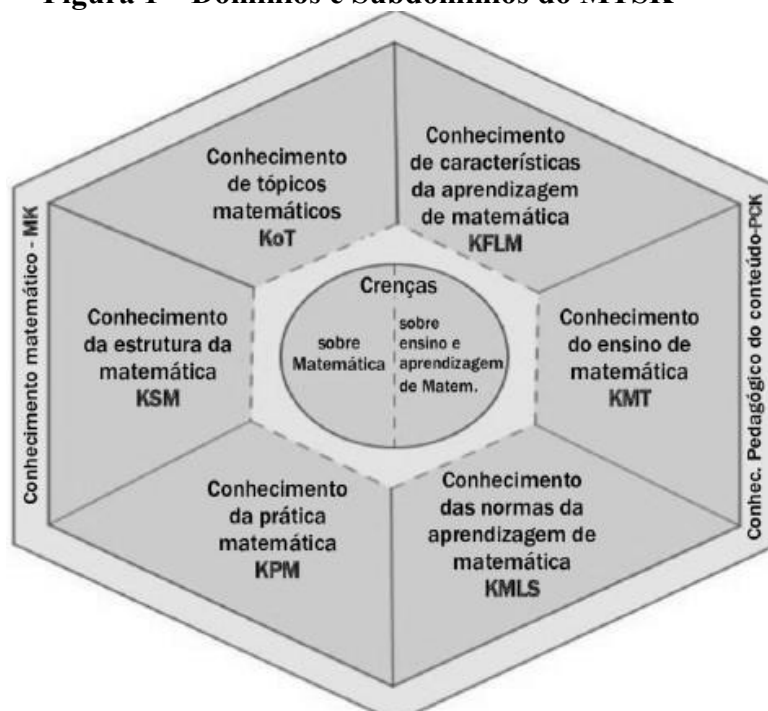 Figura 1 – Domínios e Subdomínios do MTSK
Conhecimento
de tópicos
matemáticos
KoT
Conhecimento
de características
da aprendizagem
de matemática
KFLM
Conhecimento matemático - MK
Conhecimento
da estrutura da
matemática
KSM
Crenças
sobre
Matemática
sobre
ensino e
aprendizagem
de Matem.
Conhecimento
do ensino de
matemática
KMT
Conhec. Pedagógico do conteúdo-PCK
Conhecimento
da prática
matemática
KPM
Conhecimento
das normas da
aprendizagem de
matemática
KMLS